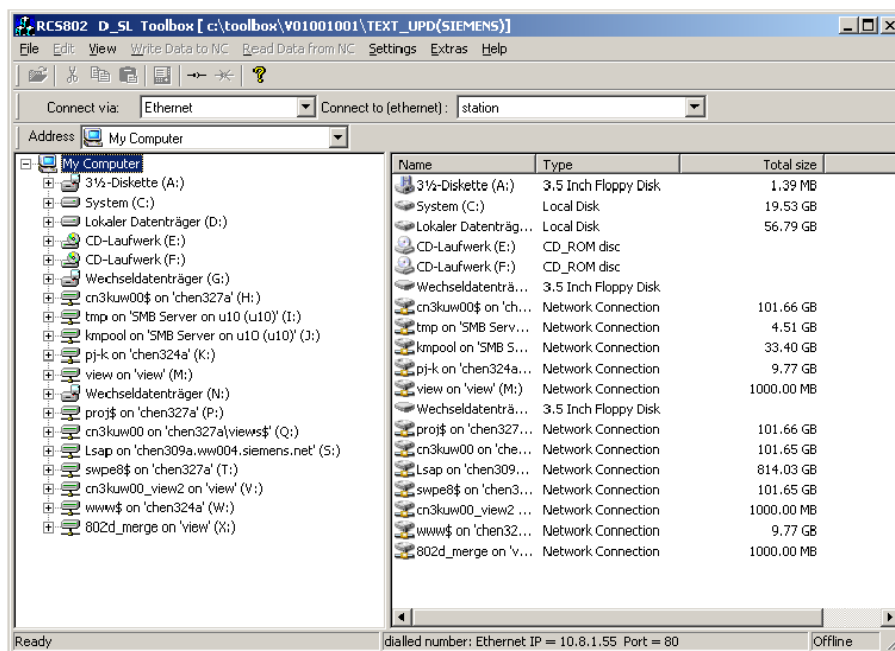 RCS802 D_SL Toolbox [ c:\toolbox\V01001001\TEXT_UPD(SIEMENS)]
File Edit View Write Data to NC Read Data from NC Settings Extras Help
Connect via: Ethernet Connect to (ethernet): station
Address My Computer
My Computer
3½-Diskette (A:)
System (C:)
Lokaler Datenträger (D:)
CD-Laufwerk (E:)
CD-Laufwerk (F:)
Wechseldatenträger (G:)
cn3kuw00$ on 'chen327a' (H:)
tmp on 'SMB Server on u10 (u10)' (I:)
kmpool on 'SMB Server on u10 (u10)' (J:)
pj-k on 'chen324a' (K:)
view on 'view' (M:)
Wechseldatenträger (N:)
proj$ on 'chen327a' (P:)
cn3kuw00 on 'chen327a\views$' (Q:)
Lsap on 'chen309a.ww004.siemens.net' (S:)
swpe8$ on 'chen327a' (T:)
cn3kuw00_view2 on 'view' (V:)
www$ on 'chen324a' (W:)
802d_merge on 'view' (X:)
Name Type Total size
3½-Diskette (A:) 3.5 Inch Floppy Disk 1.39 MB
System (C:) Local Disk 19.53 GB
Lokaler Datenträg... Local Disk 56.79 GB
CD-Laufwerk (E:) CD_ROM disc
CD-Laufwerk (F:) CD_ROM disc
Wechseldatenträ... 3.5 Inch Floppy Disk
cn3kuw00$ on 'ch... Network Connection 101.66 GB
tmp on 'SMB Serv... Network Connection 4.51 GB
kmpool on 'SMB S... Network Connection 33.40 GB
pj-k on 'chen324a... Network Connection 9.77 GB
view on 'view' (M:) Network Connection 1000.00 MB
Wechseldatenträ... 3.5 Inch Floppy Disk
proj$ on 'chen327... Network Connection 101.66 GB
cn3kuw00 on 'che... Network Connection 101.65 GB
Lsap on 'chen309... Network Connection 814.03 GB
swpe8$ on 'chen3... Network Connection 101.65 GB
cn3kuw00_view2 ... Network Connection 1000.00 MB
www$ on 'chen32... Network Connection 9.77 GB
802d_merge on 'v... Network Connection 1000.00 MB
Ready dialled number: Ethernet IP = 10.8.1.55 Port = 80 Offline